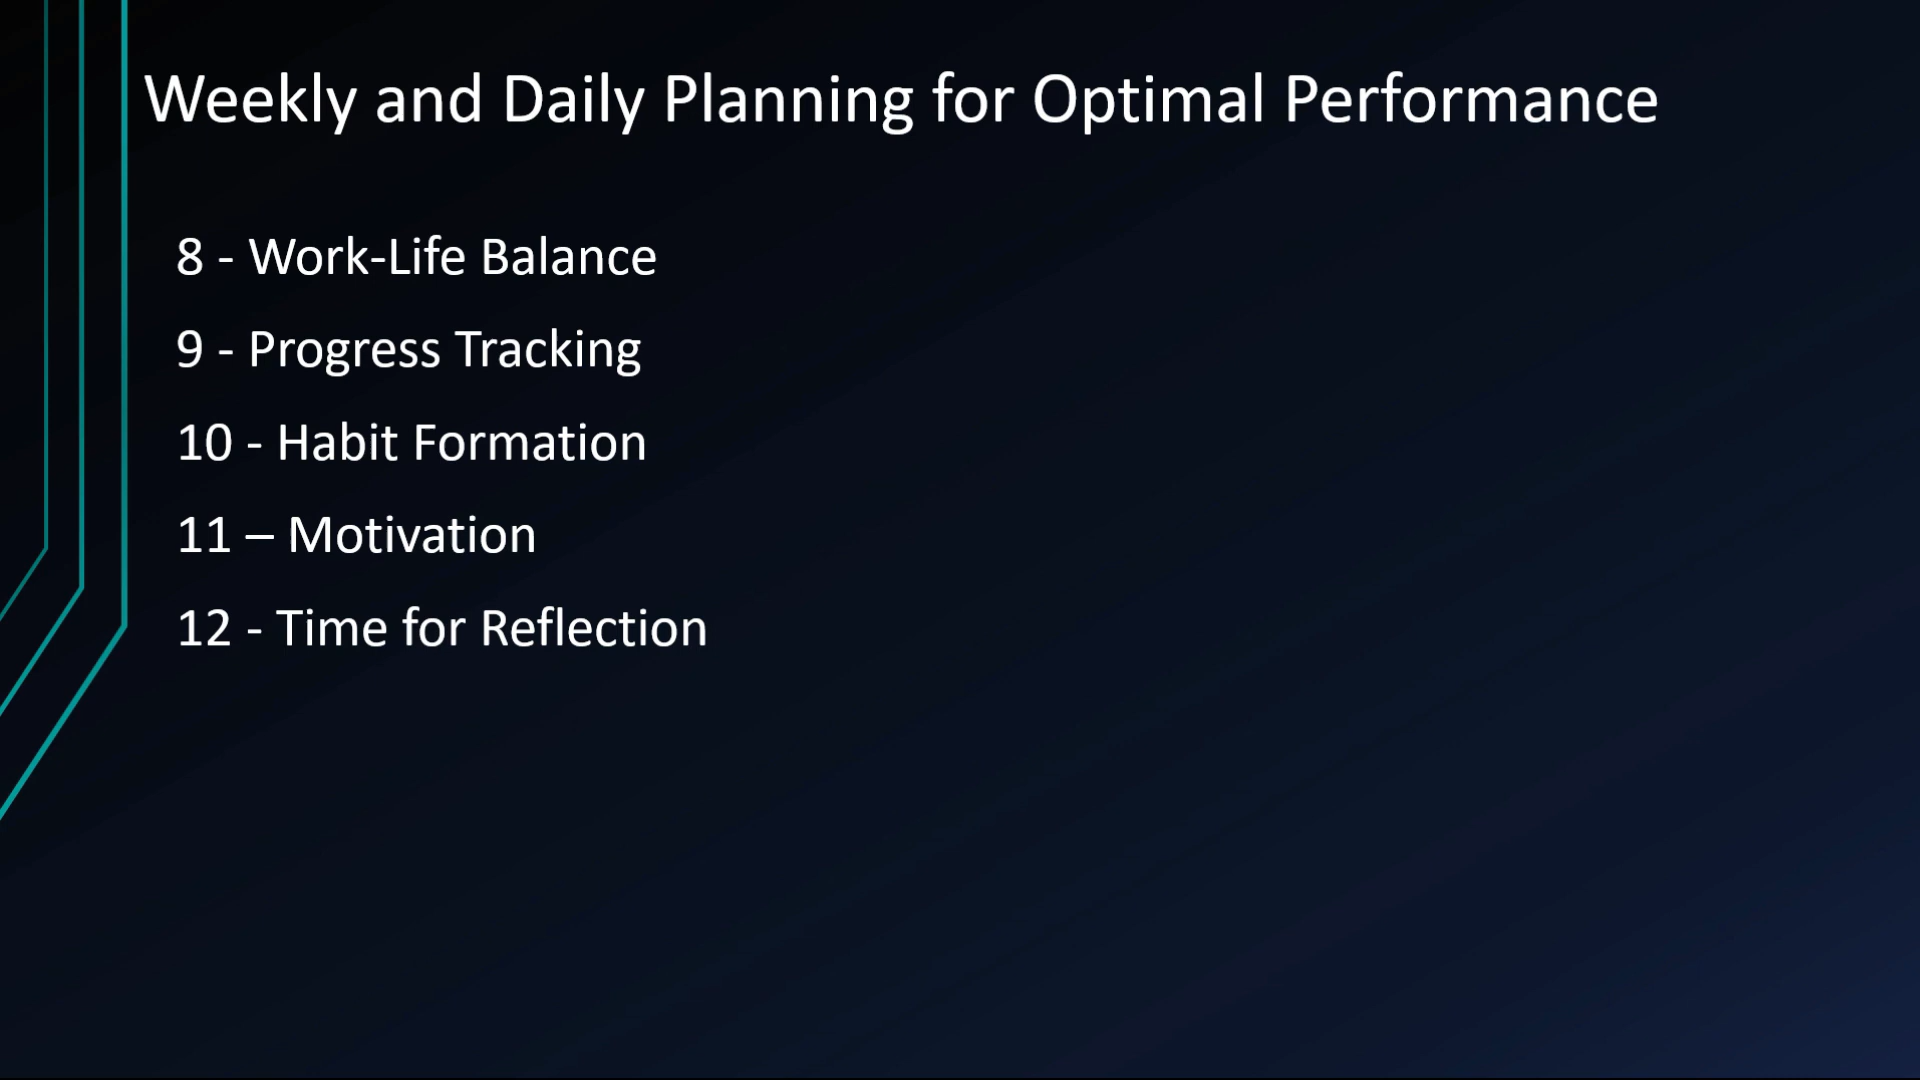 Weekly and Daily Planning for Optimal Performance
8 - Work-Life Balance
9 - Progress Tracking
10 - Habit Formation
11 – Motivation
12 - Time for Reflection